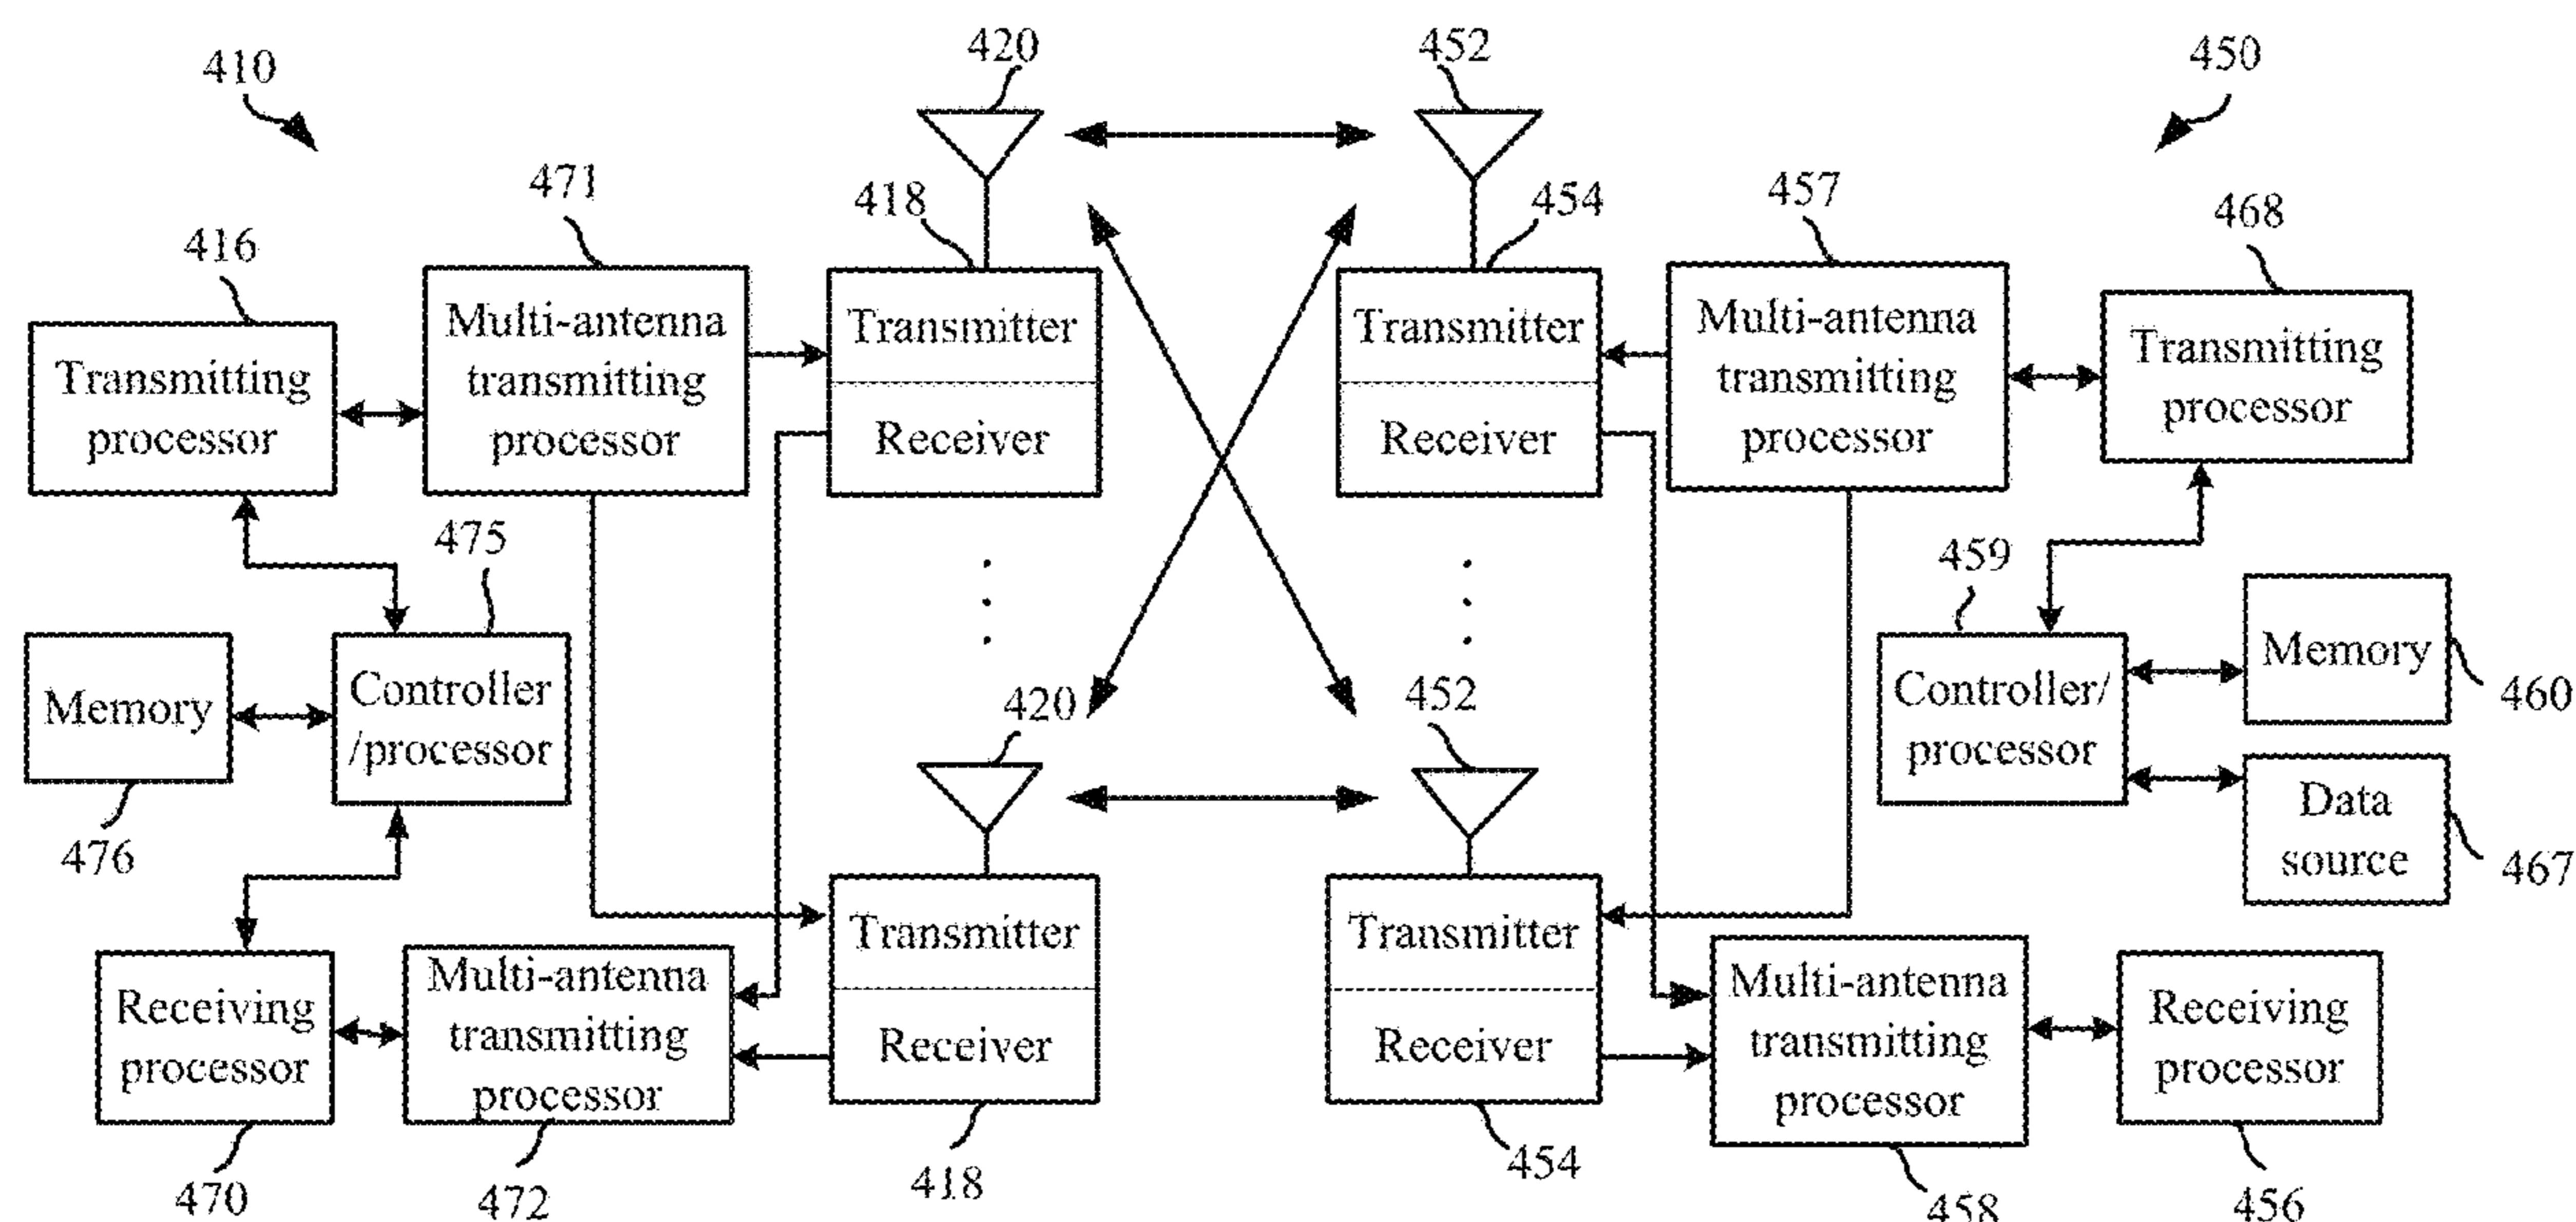 420
452
410
450
471
418
454
457
468
416
Multi-antenna
transmitting
processor
Transmitter
Receiver
Transmitter
Receiver
Multi-antenna
transmitting
processor
Transmitting
processor
Transmitting
processor
475
459
Memory
Controller
/processor
Controller/
processor
Memory
460
420
452
476
Data
source
467
Transmitter
Receiver
Transmitter
Receiver
Receiving
processor
Multi-antenna
transmitting
processor
Multi-antenna
transmitting
processor
Receiving
processor
470
472
418
454
458
456